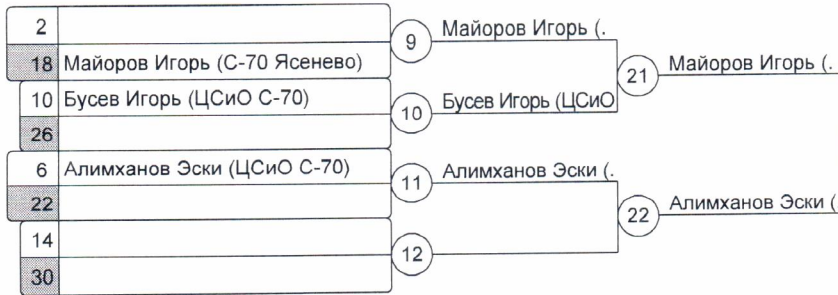 2
9 Майоров Игорь (.
18 Майоров Игорь (С-70 Ясенево)
21 Майоров Игорь (.
10 Бусев Игорь (ЦСиО С-70)
10 Бусев Игорь (ЦСиО
26
6 Алимханов Эски (ЦСиО С-70)
11 Алимханов Эски (.
22
22 Алимханов Эски (
14
12
30